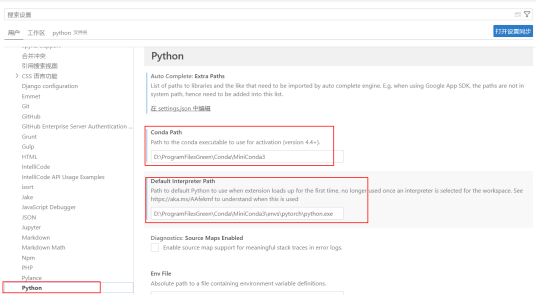 搜索设置
用户 工作区 python 文件夹
打开设置同步
合并冲突
引用搜索视图
CSS 语言功能
Django configuration
Emmet
Git
GitHub
GitHub Enterprise Server Authentication ...
Grunt
Gulp
HTML
IntelliCode
IntelliCode API Usage Examples
isort
Jake
JavaScript Debugger
JSON
Jupyter
Markdown
Markdown Math
Npm
PHP
Pylance
Python
Python
Auto Complete: Extra Paths
List of paths to libraries and the like that need to be imported by auto complete engine. E.g. when using Google App SDK, the paths are not in
system path, hence need to be added into this list.
在 settings.json 中编辑
Conda Path
Path to the conda executable to use for activation (version 4.4+).
D:\ProgramFilesGreen\Conda\MiniConda3
Default Interpreter Path
Path to default Python to use when extension loads up for the first time, no longer used once an interpreter is selected for the workspace. See
https://aka.ms/AAfekmf to understand when this is used
D:\ProgramFilesGreen\Conda\MiniConda3\envs\pytorch\python.exe
Diagnostics: Source Maps Enabled
Enable source map support for meaningful stack traces in error logs.
Env File
Absolute path to a file containing environment variable definitions.